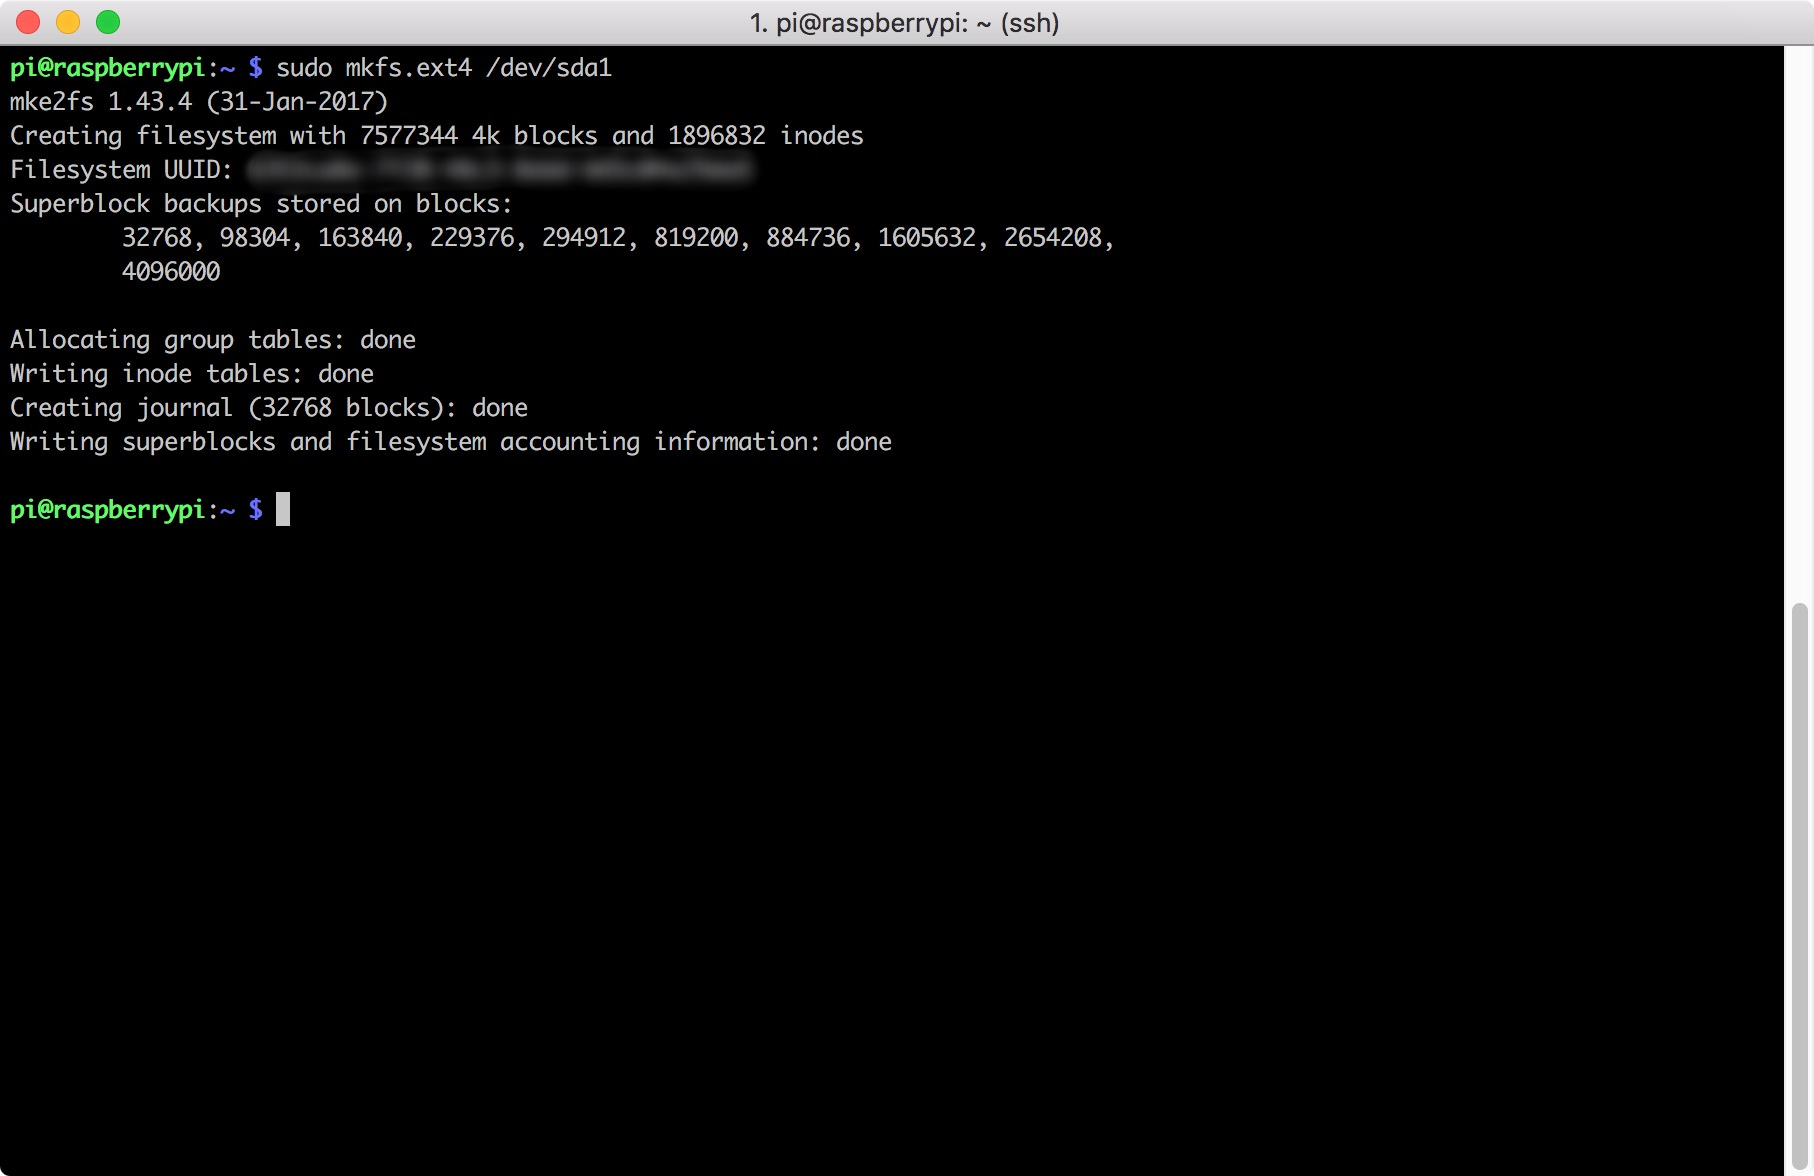 1. pi@raspberrypi: ~ (ssh)
pi@raspberrypi:~ $ sudo mkfs.ext4 /dev/sda1
mke2fs 1.43.4 (31-Jan-2017)
Creating filesystem with 7577344 4k blocks and 1896832 inodes
Filesystem UUID:
Superblock backups stored on blocks:
32768, 98304, 163840, 229376, 294912, 819200, 884736, 1605632, 2654208,
4096000
Allocating group tables: done
Writing inode tables: done
Creating journal (32768 blocks): done
Writing superblocks and filesystem accounting information: done
pi@raspberrypi:~ $